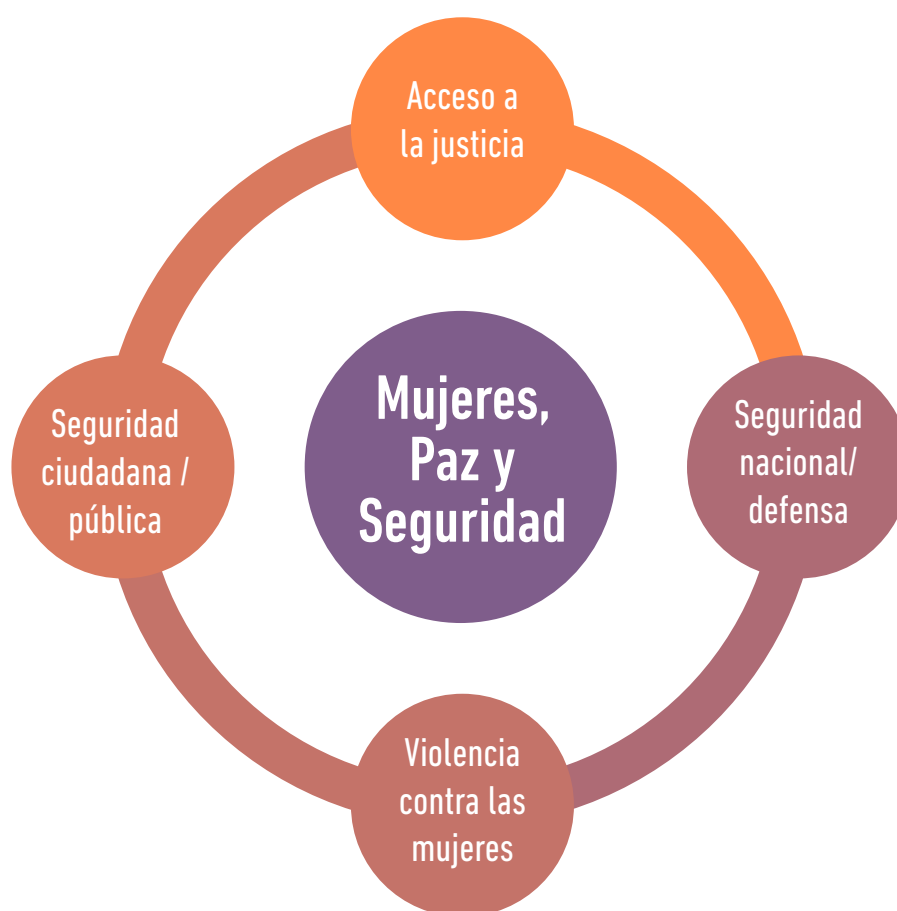 Acceso a
la justicia
Mujeres,
Paz y
Seguridad
Seguridad
ciudadana /
pública
Seguridad
nacional/
defensa
Violencia
contra las
mujeres